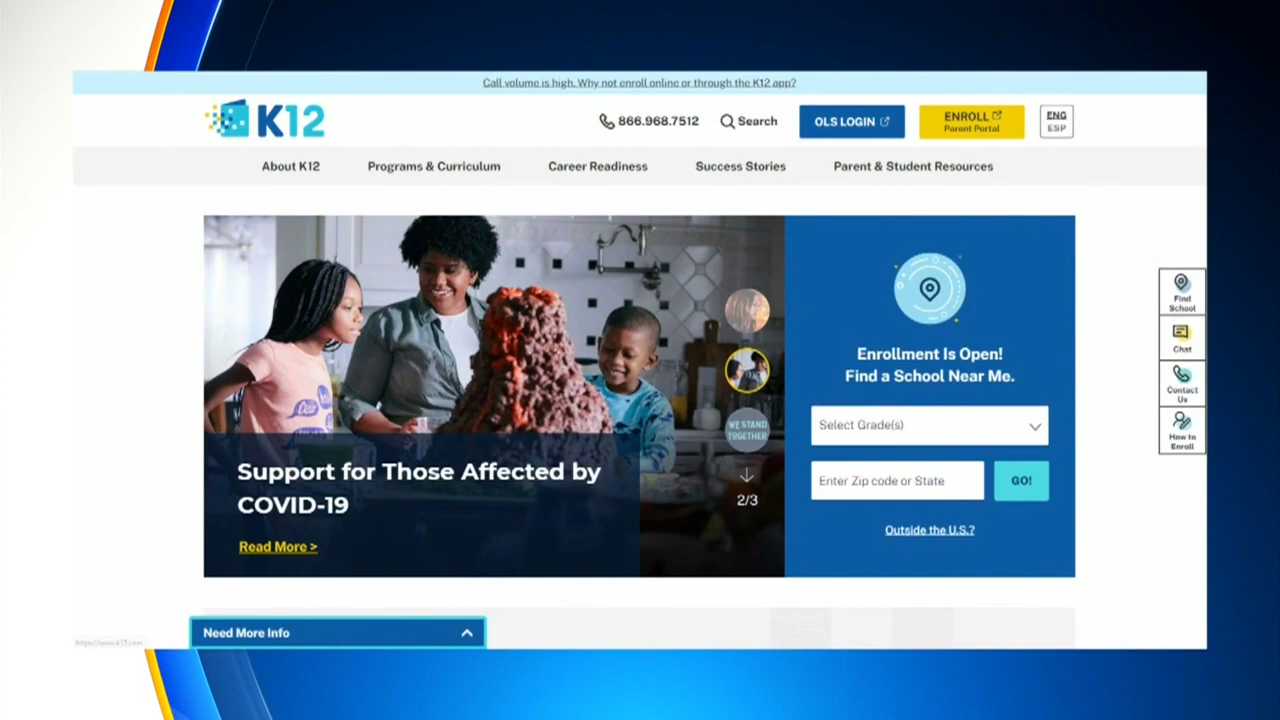 Call volume is high. Why not enroll online or through the K12 app?
K12
866.968.7512
Search
OLS LOGIN
ENROLL
Parent Portal
ENG
ESP
About K12
Programs & Curriculum
Career Readiness
Success Stories
Parent & Student Resources
WE STAND
TOGETHER
2/3
Support for Those Affected by
COVID-19
Read More >
Enrollment Is Open!
Find a School Near Me.
Select Grade(s)
Enter Zip code or State
GO!
Outside the U.S.?
Find
School
Chat
Contact
Us
How to
Enroll
Need More Info
https://www.k12.com